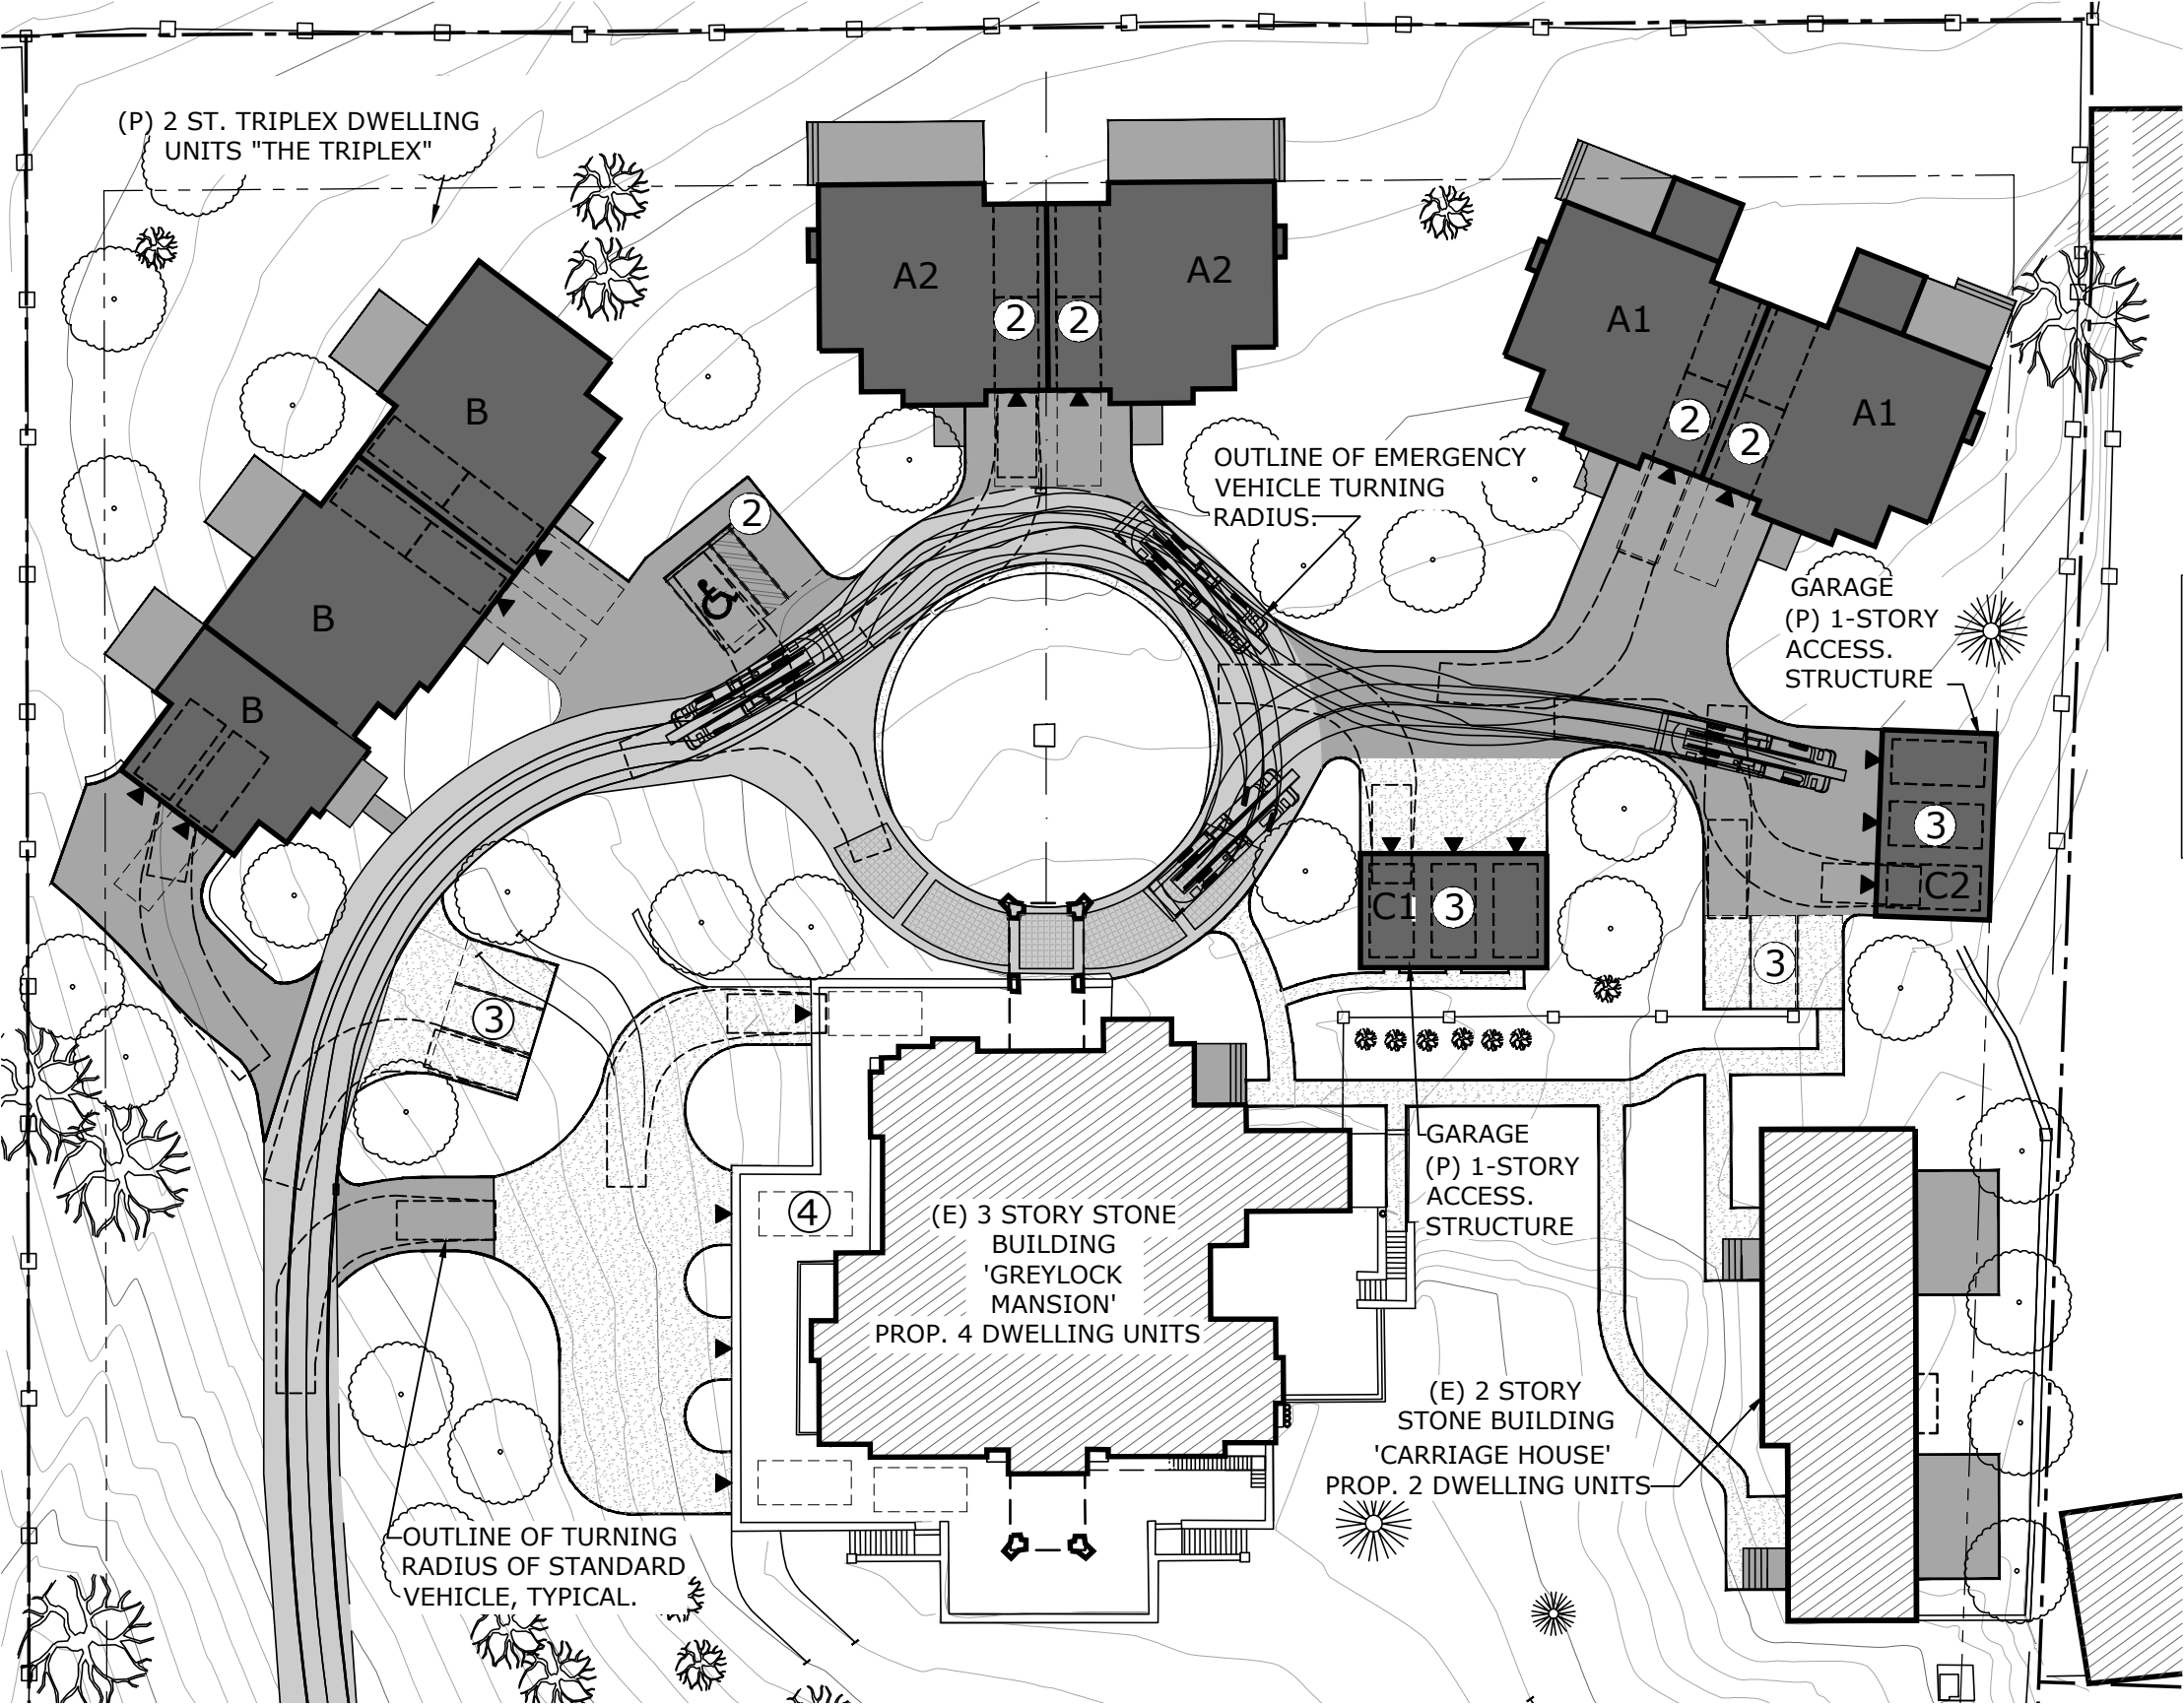 (P) 2 ST. TRIPLEX DWELLING
UNITS "THE TRIPLEX"
A2
A2
2
2
A1
A1
2
2
B
B
B
2
OUTLINE OF EMERGENCY
VEHICLE TURNING
RADIUS.
GARAGE
(P) 1-STORY
ACCESS.
STRUCTURE
3
C2
C1
3
3
3
GARAGE
(P) 1-STORY
ACCESS.
STRUCTURE
4
(E) 3 STORY STONE
BUILDING
'GREYLOCK
MANSION'
PROP. 4 DWELLING UNITS
(E) 2 STORY
STONE BUILDING
'CARRIAGE HOUSE'
PROP. 2 DWELLING UNITS
OUTLINE OF TURNING
RADIUS OF STANDARD
VEHICLE, TYPICAL.